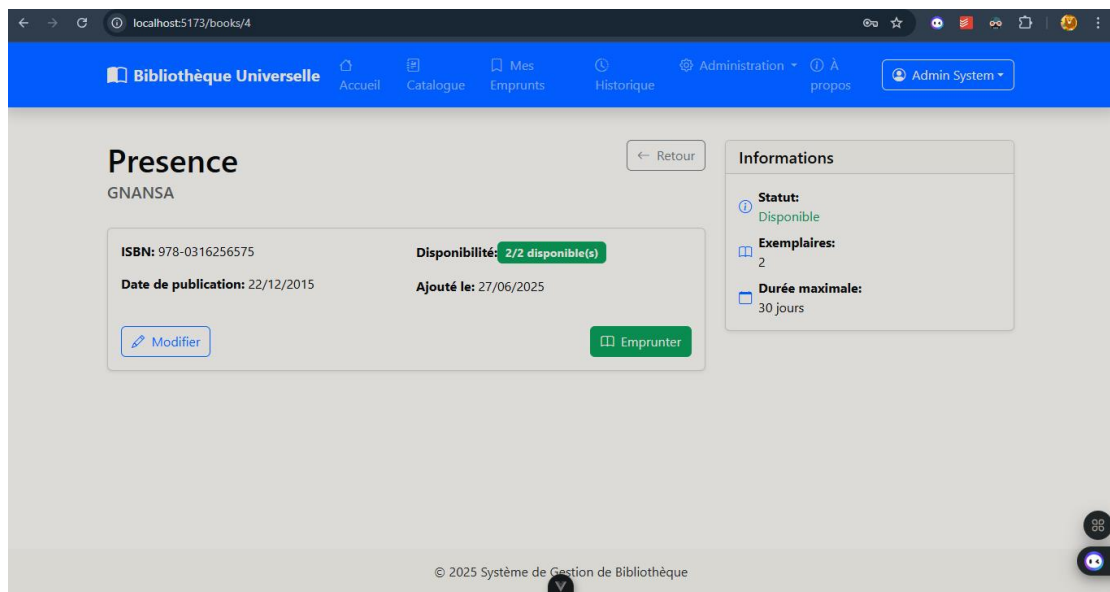 localhost:5173/books/4
Bibliothèque Universelle
Accueil
Catalogue
Mes
Emprunts
Historique
Administration
À
propos
Admin System
Presence
GNANSA
Retour
ISBN: 978-0316256575
Disponibilité: 2/2 disponible(s)
Date de publication: 22/12/2015
Ajouté le: 27/06/2025
Modifier
Emprunter
Informations
Statut:
Disponible
Exemplaires:
2
Durée maximale:
30 jours
© 2025 Système de Gestion de Bibliothèque